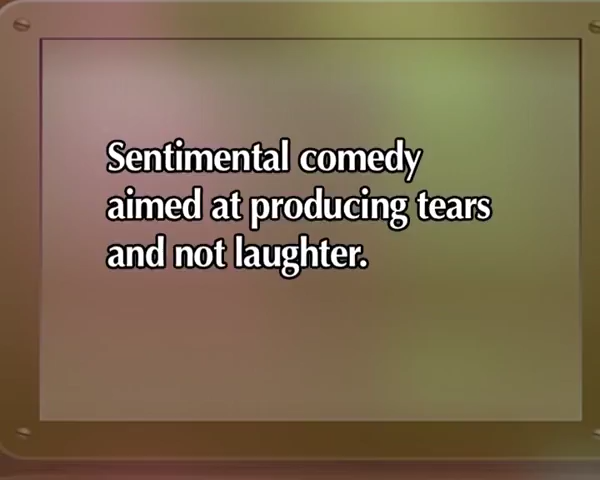 Sentimental comedy
aimed at producing tears
and not laughter.